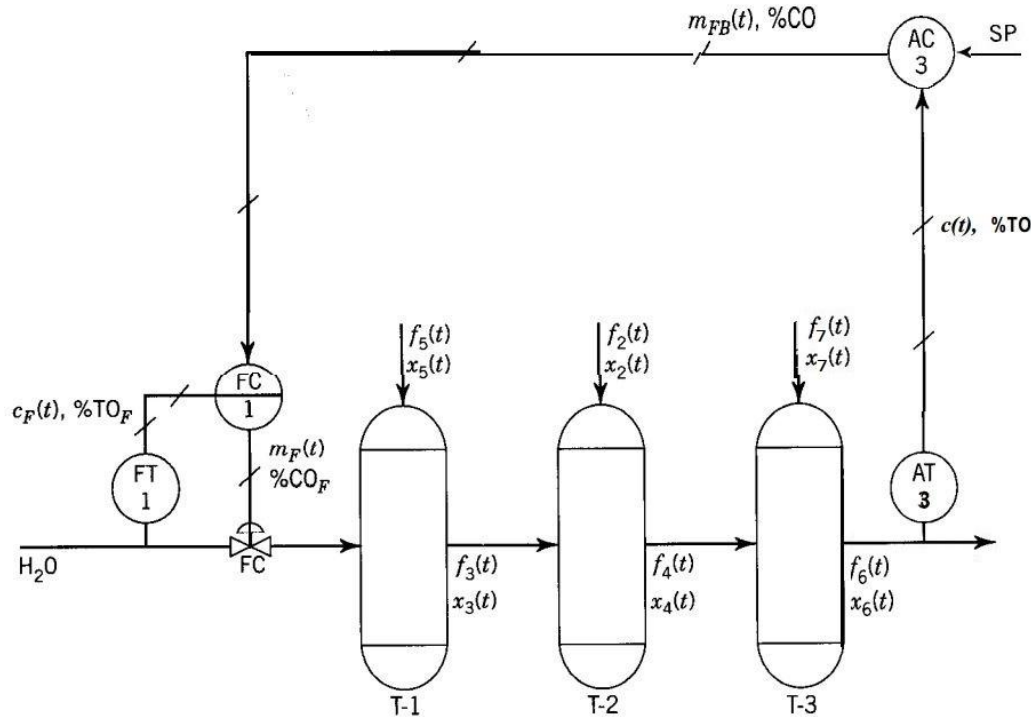 m_FB(t), %CO
AC
3
SP
c(t), %TO
f_5(t)
x_5(t)
f_2(t)
x_2(t)
f_7(t)
x_7(t)
FC
1
c_F(t), %TO_F
m_F(t)
%CO_F
FT
1
AT
3
H₂O
FC
f_3(t)
x_3(t)
f_4(t)
x_4(t)
f_6(t)
x_6(t)
T-1
T-2
T-3